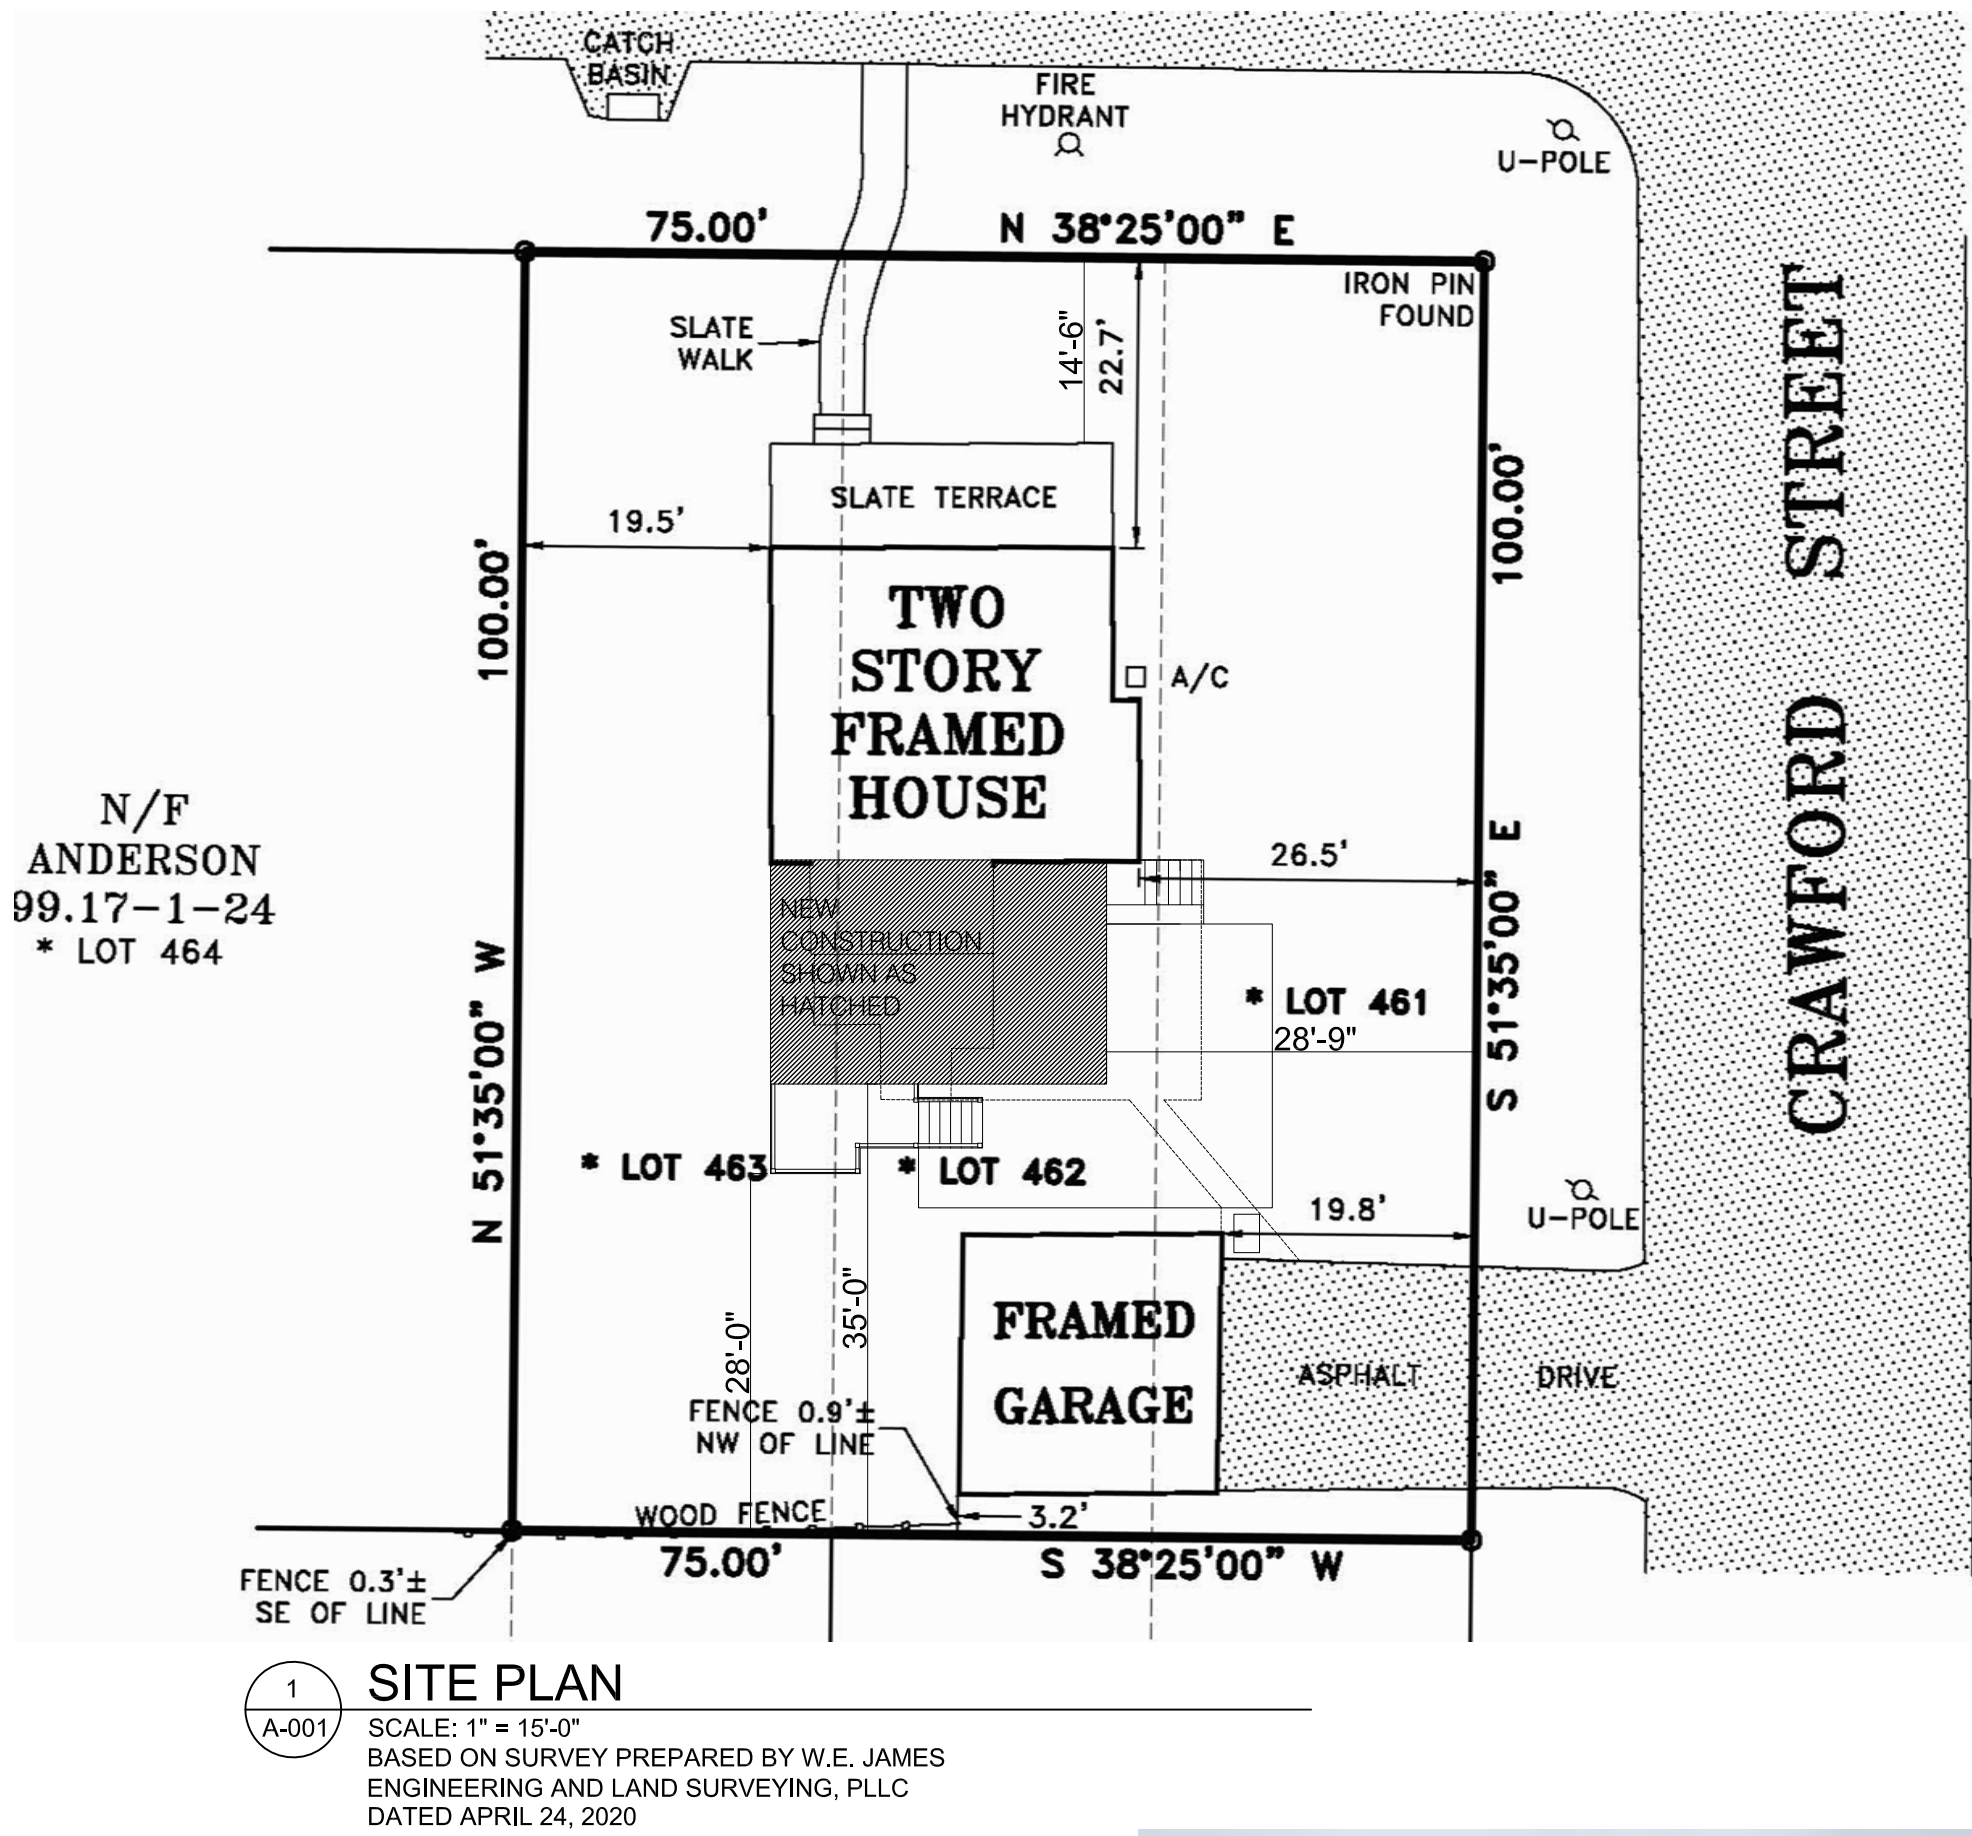 CATCH
BASIN
FIRE
HYDRANT
U-POLE
75.00'
N 38°25'00" E
IRON PIN
FOUND
SLATE
WALK
14'-6"
22.7'
STREET
CRAWFORD
100.00'
SLATE TERRACE
19.5'
100.00'
TWO
STORY
FRAMED
HOUSE
A/C
N/F
ANDERSON
99.17-1-24
* LOT 464
26.5'
S 51°35'00" E
NEW
CONSTRUCTION
SHOWN AS
HATCHED
* LOT 461
28'-9"
N 51°35'00" W
* LOT 463
* LOT 462
19.8'
U-POLE
35'-0"
28'-0"
FRAMED
GARAGE
ASPHALT DRIVE
FENCE 0.9'±
NW OF LINE
WOOD FENCE
3.2'
75.00'
S 38°25'00" W
FENCE 0.3'±
SE OF LINE
1
A-001
SITE PLAN
SCALE: 1" = 15'-0"
BASED ON SURVEY PREPARED BY W.E. JAMES
ENGINEERING AND LAND SURVEYING, PLLC
DATED APRIL 24, 2020